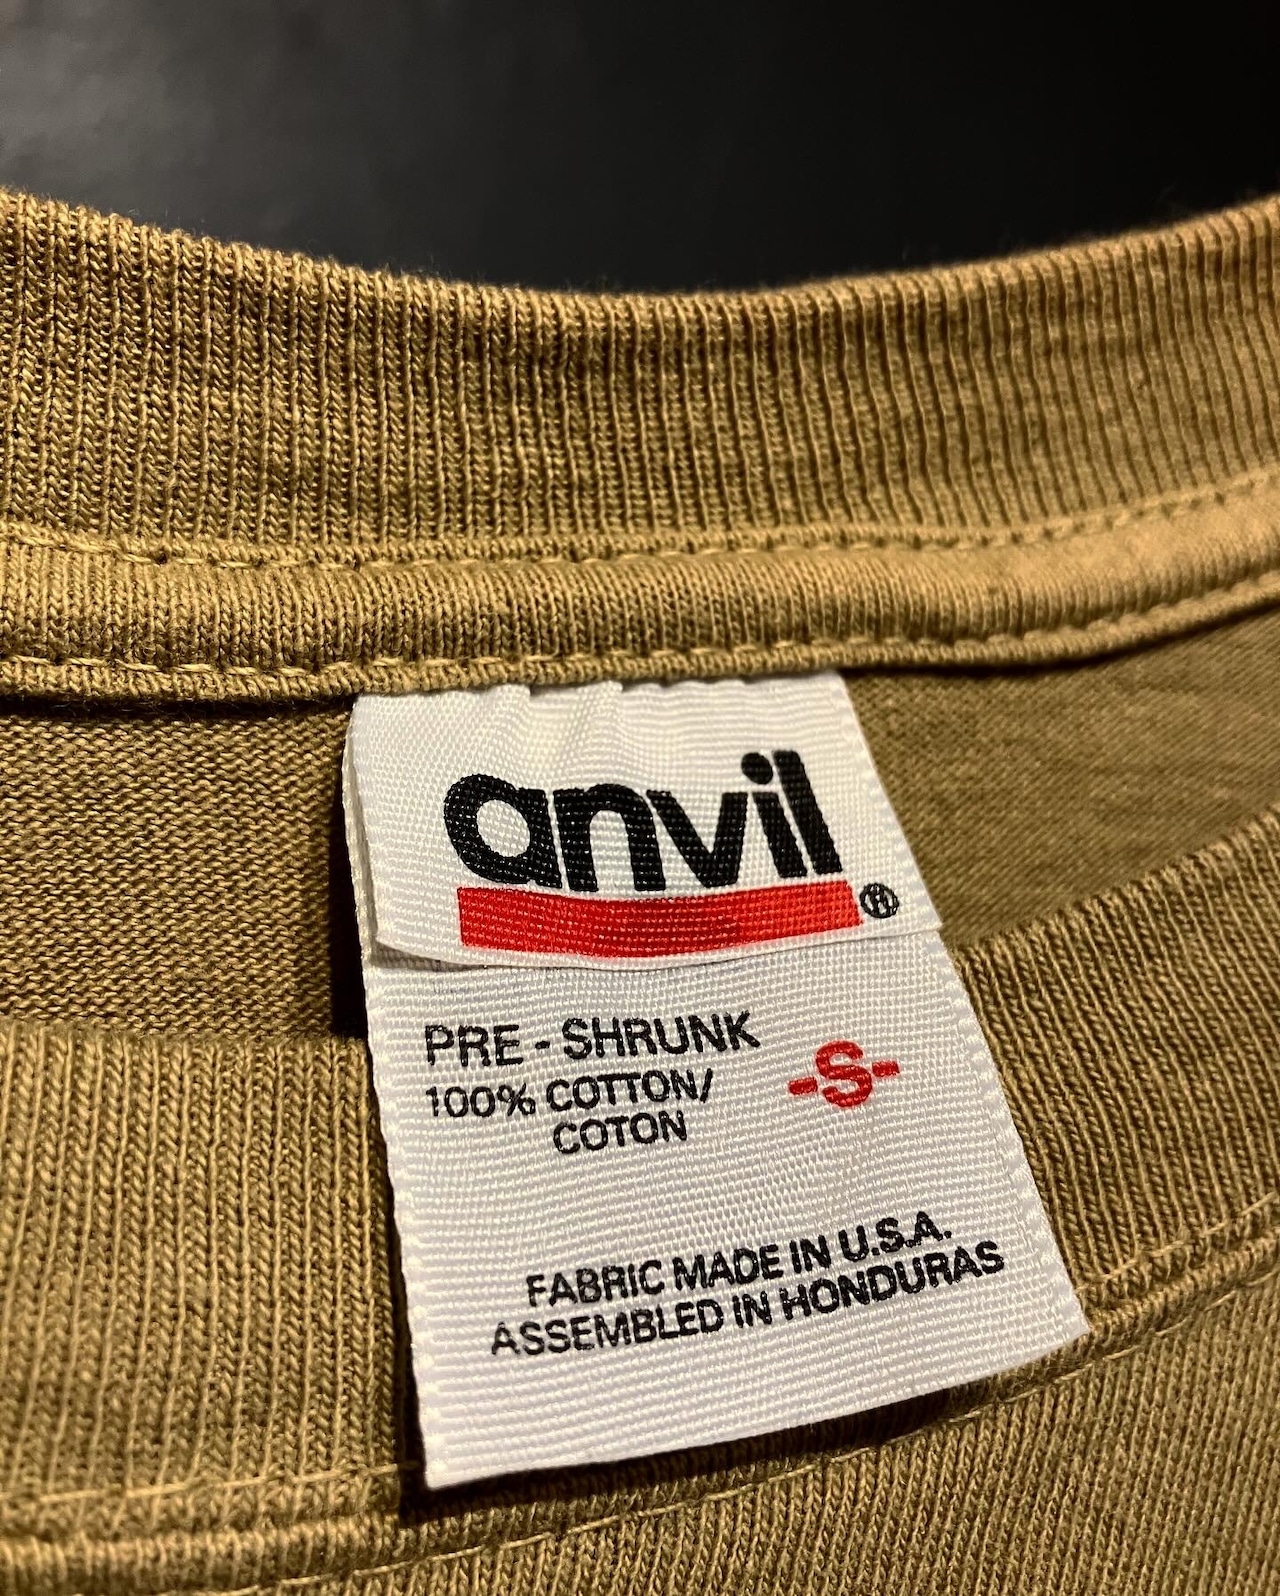 anvil®
PRE-SHRUNK
100% COTTON/
COTON
-S-
FABRIC MADE IN U.S.A.
ASSEMBLED IN HONDURAS